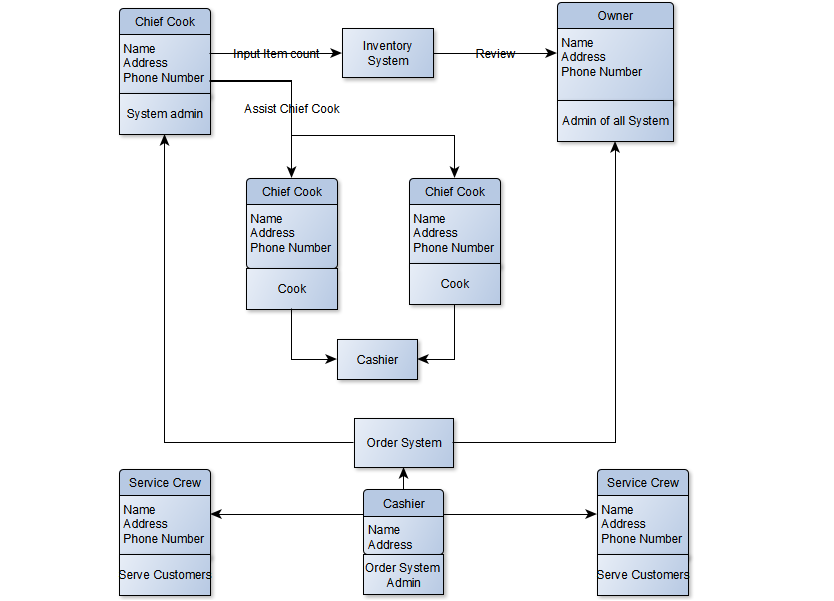 Chief Cook
Name
Address
Phone Number
System admin
Input Item count
Inventory
System
Review
Owner
Name
Address
Phone Number
Admin of all System
Assist Chief Cook
Chief Cook
Name
Address
Phone Number
Cook
Chief Cook
Name
Address
Phone Number
Cook
Cashier
Order System
Service Crew
Name
Address
Phone Number
Serve Customers
Cashier
Name
Address
Order System
Admin
Service Crew
Name
Address
Phone Number
Serve Customers